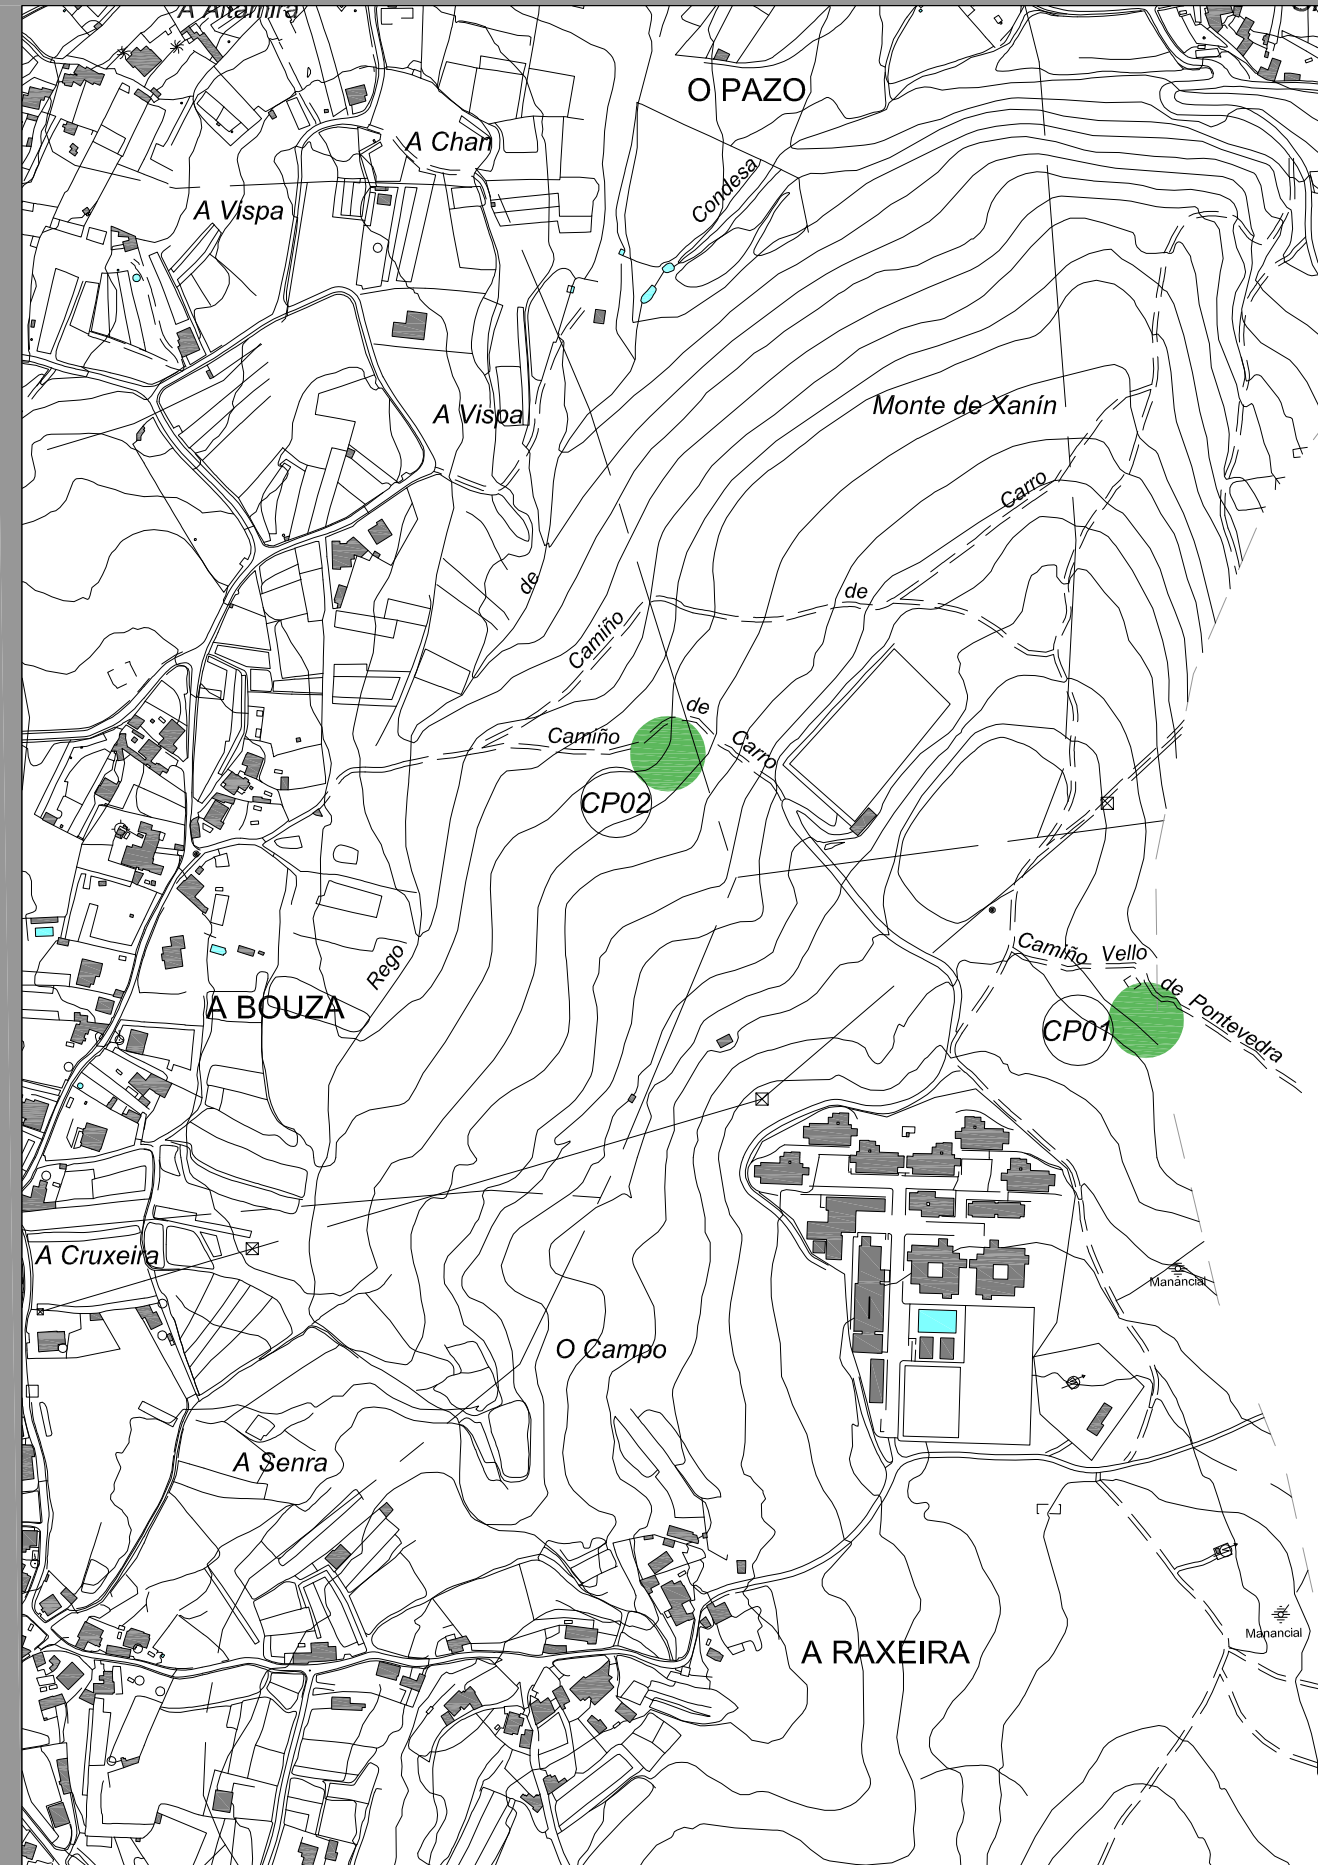 A Altamira
O PAZO
A Chan
Condesa
A Vispa
A Vispa
Monte de Xanín
Carro
de
de
Camiño
de
Camiño
Carro
CP02
Camiño Vello
Rego
de Pontevedra
A BOUZA
CP01
A Cruxeira
Manancial
O Campo
A Senra
Manancial
A RAXEIRA